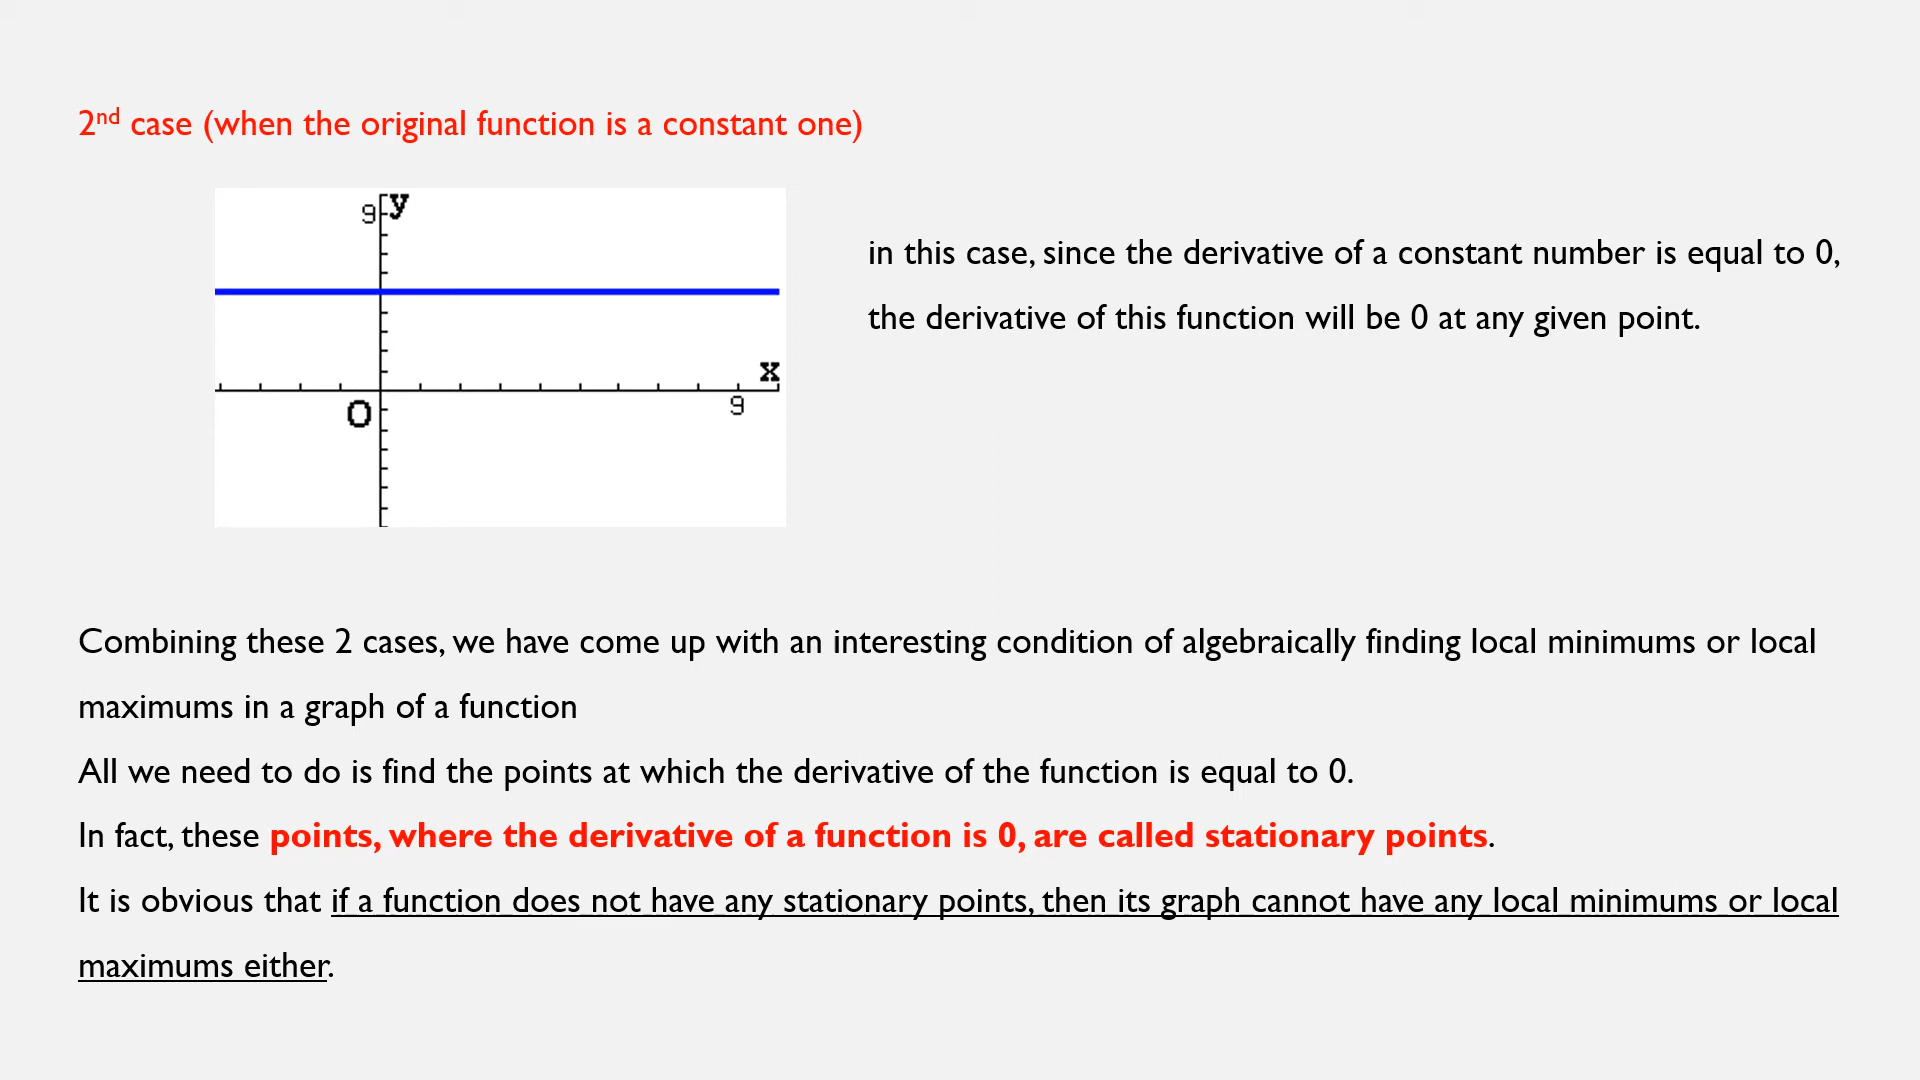 2nd case (when the original function is a constant one)
9 y
x
O 9
in this case, since the derivative of a constant number is equal to 0,
the derivative of this function will be 0 at any given point.
Combining these 2 cases, we have come up with an interesting condition of algebraically finding local minimums or local
maximums in a graph of a function
All we need to do is find the points at which the derivative of the function is equal to 0.
In fact, these points, where the derivative of a function is 0, are called stationary points.
It is obvious that if a function does not have any stationary points, then its graph cannot have any local minimums or local
maximums either.